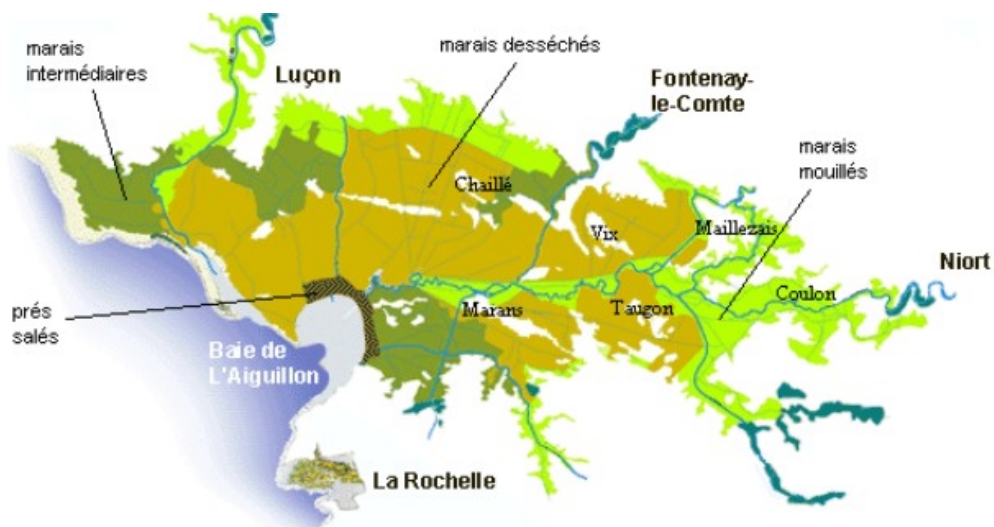 marais
intermédiaires
Luçon
marais desséchés
Fontenay-
le-Comte
marais
mouillés
Chaillé
Vix
Maillezais
Niort
Coulon
Marans
Taugon
prés
salés
Baie de
L'Aiguillon
La Rochelle